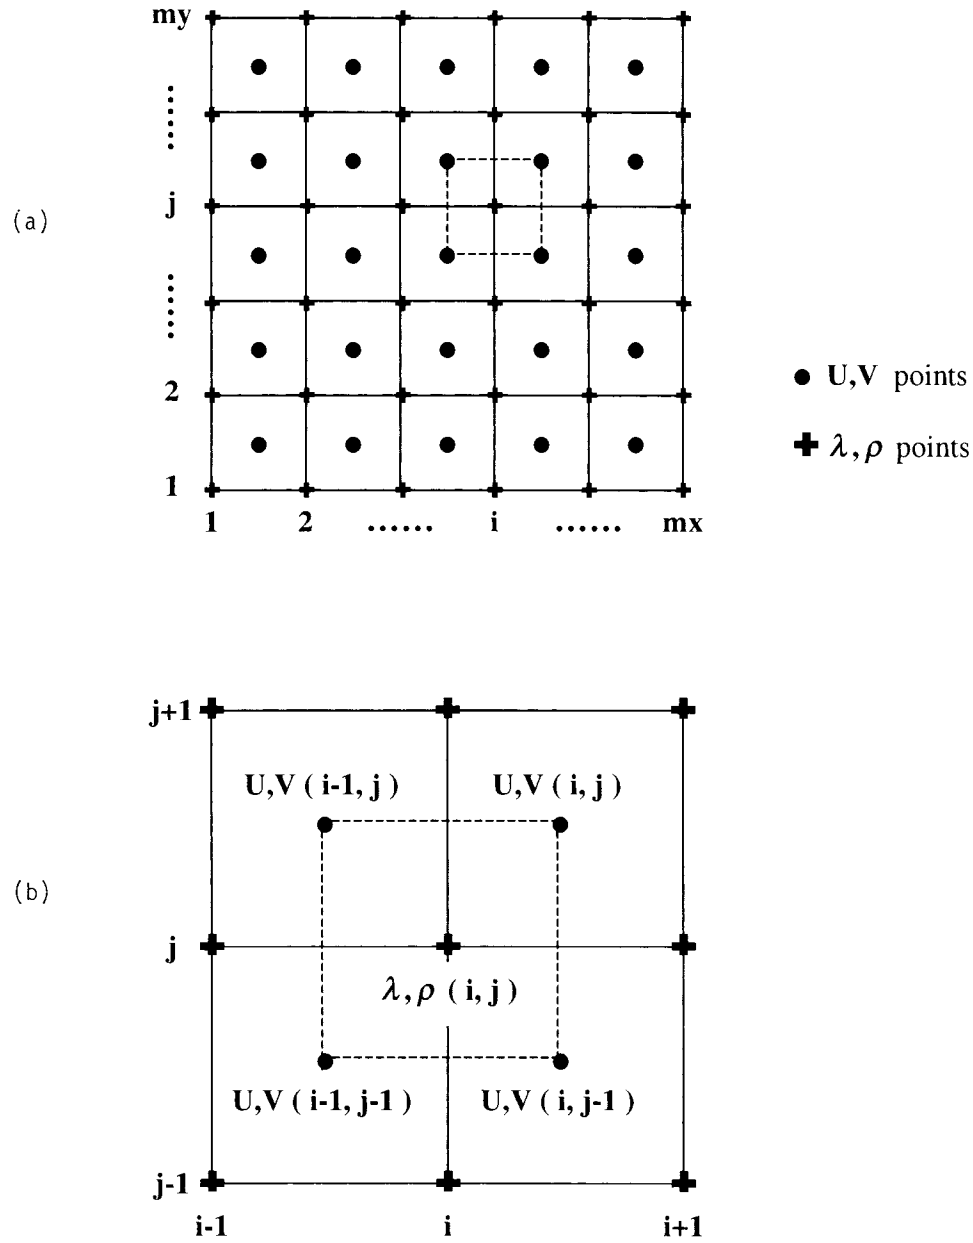 my
(a)
j
2
1
1 2 ...... i ...... mx
U,V points
λ, ρ points
j+1
U,V ( i-1, j ) U,V ( i, j )
(b)
j
λ, ρ ( i, j )
U,V ( i-1, j-1 ) U,V ( i, j-1 )
j-1
i-1 i i+1